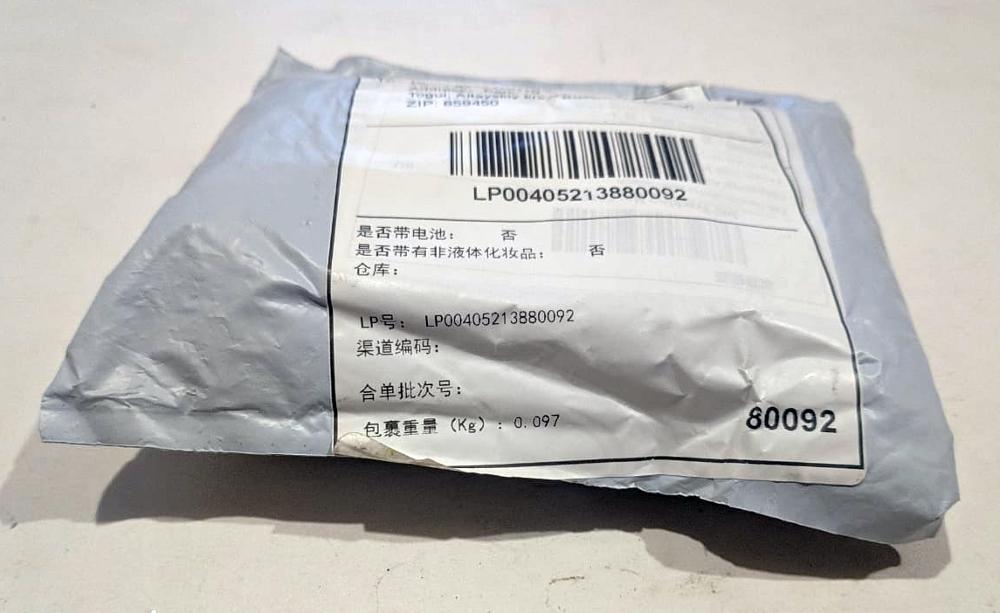 ZIP: 659450
LP00405213880092
是否带电池： 否
是否带有非液体化妆品： 否
仓库：
LP号： LP00405213880092
渠道编码：
合单批次号：
包裹重量（Kg）: 0.097
80092